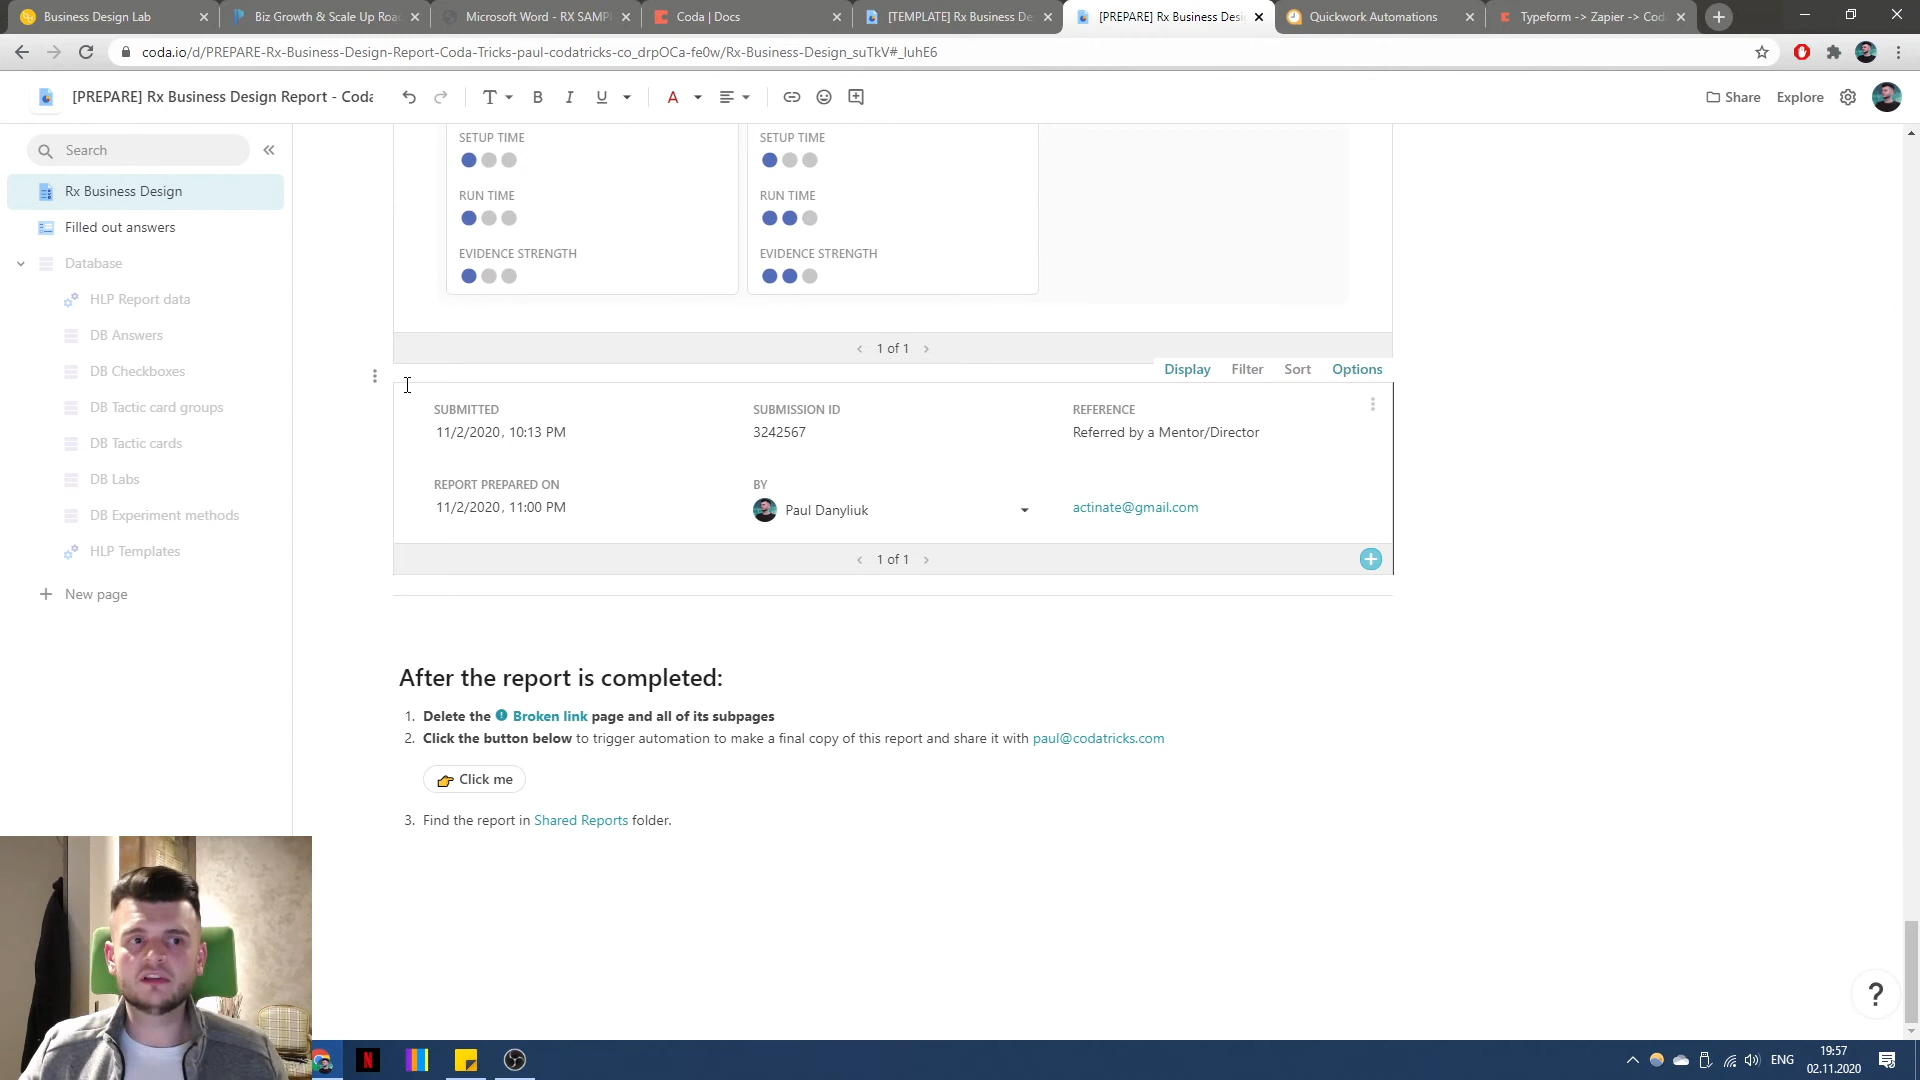 Business Design Lab
Biz Growth & Scale Up Roa
Microsoft Word - RX SAMPL
Coda | Docs
[TEMPLATE] Rx Business De
[PREPARE] Rx Business Desi
Quickwork Automations
Typeform -> Zapier -> Coda
coda.io/d/PREPARE-Rx-Business-Design-Report-Coda-Tricks-paul-codatricks-co_drpOCa-fe0w/Rx-Business-Design_suTkV#_luhE6
[PREPARE] Rx Business Design Report - Coda
Share
Explore
Search
Rx Business Design
Filled out answers
Database
HLP Report data
DB Answers
DB Checkboxes
DB Tactic card groups
DB Tactic cards
DB Labs
DB Experiment methods
HLP Templates
New page
SETUP TIME
SETUP TIME
RUN TIME
RUN TIME
EVIDENCE STRENGTH
EVIDENCE STRENGTH
1 of 1
Display Filter Sort Options
SUBMITTED
11/2/2020, 10:13 PM
SUBMISSION ID
3242567
REFERENCE
Referred by a Mentor/Director
REPORT PREPARED ON
11/2/2020, 11:00 PM
BY
Paul Danyliuk
actinate@gmail.com
1 of 1
After the report is completed:
1. Delete the Broken link page and all of its subpages
2. Click the button below to trigger automation to make a final copy of this report and share it with paul@codatricks.com
Click me
3. Find the report in Shared Reports folder.
?
ENG
19:57
02.11.2020